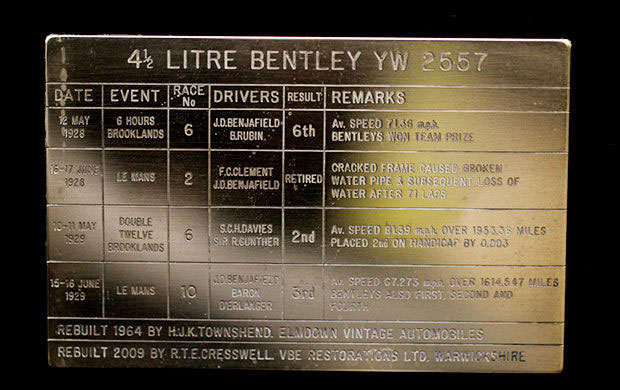 4½ LITRE BENTLEY YW 2557
DATE EVENT RACE No DRIVERS RESULT REMARKS
12 MAY 1928 6 HOURS BROOKLANDS 6 J.D.BENJAFIELD B.RUBIN. 6th Av. SPEED 71.36 m.p.h. BENTLEYS WON TEAM PRIZE
16-17 JUNE 1928 LE MANS 2 F.C.CLEMENT J.D.BENJAFIELD RETIRED CRACKED FRAME CAUSED BROKEN WATER PIPE & SUBSEQUENT LOSS OF WATER AFTER 71 LAPS
10-11 MAY 1929 DOUBLE TWELVE BROOKLANDS 6 S.C.H.DAVIES SIR R.GUNTHER 2nd Av. SPEED 81.39 m.p.h. OVER 1953.36 MILES PLACED 2nd ON HANDICAP BY 0.003
15-16 JUNE 1929 LE MANS 10 J.D.BENJAFIELD BARON D'ERLANGER 3rd Av. SPEED 67.273 m.p.h. OVER 1614.547 MILES BENTLEYS ALSO FIRST, SECOND AND FOURTH
REBUILT 1964 BY H.J.K.TOWNSHEND. ELMDOWN VINTAGE AUTOMOBILES
REBUILT 2009 BY R.T.E.CRESSWELL. VBE RESTORATIONS LTD. WARWICKSHIRE